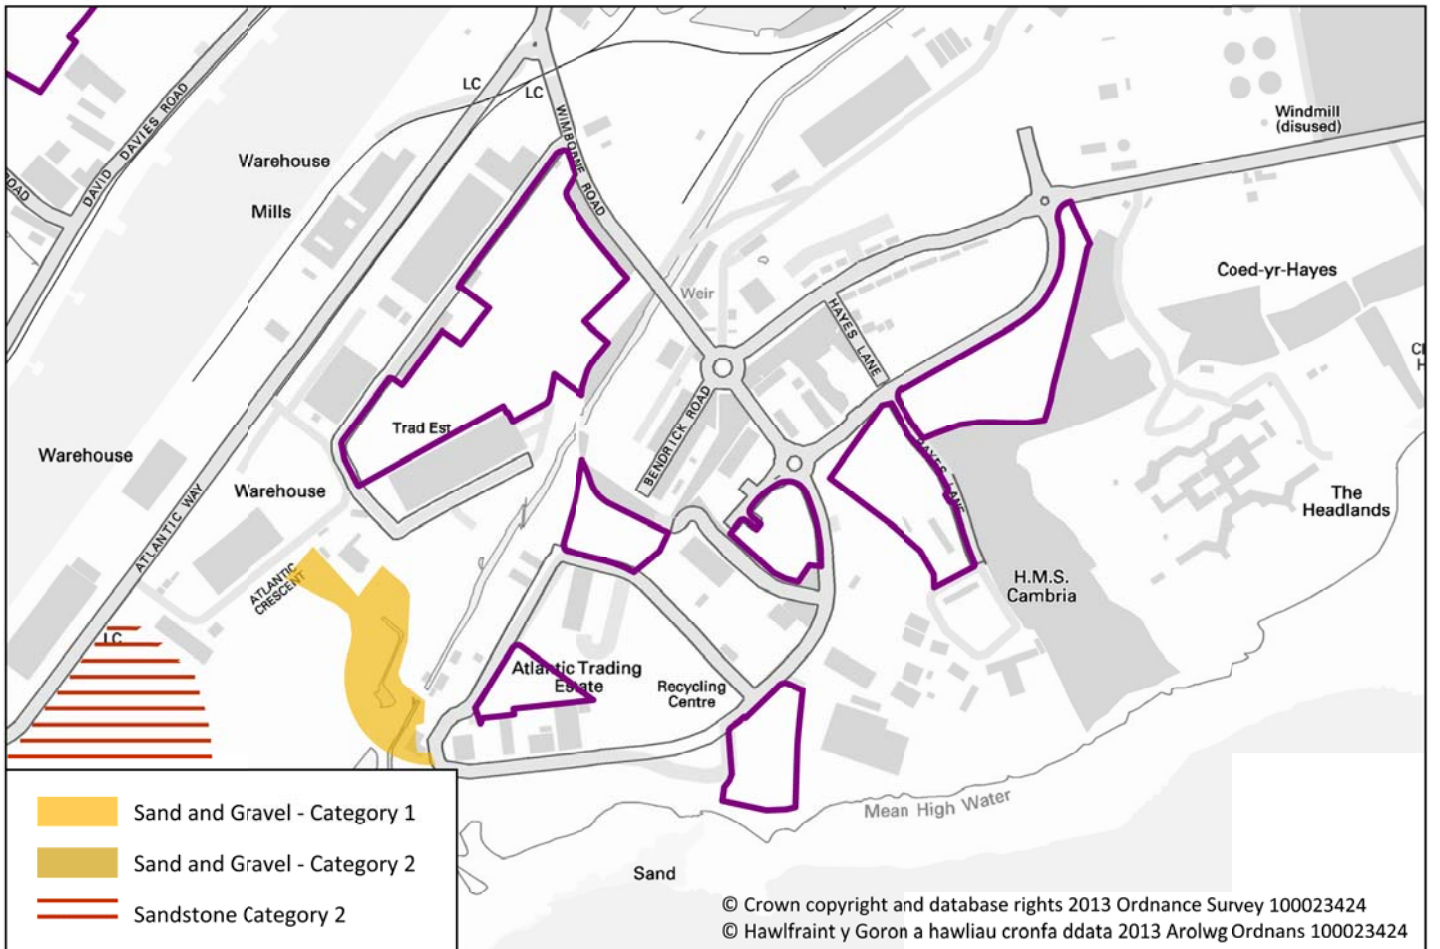 LC
LC
WIMBORNE ROAD
Windmill
(disused)
DAVID DAVIES ROAD
ROAD
Warehouse
Mills
Coed-yr-Hayes
Weir
HAYES LANE
Trad Est
BENDRICK ROAD
HAYES LANE
Warehouse
Warehouse
The
Headlands
ATLANTIC WAY
ATLANTIC
CRESCENT
H.M.S.
Cambria
LC
Atlantic Trading
Estate
Recycling
Centre
Mean High Water
Sand
Sand and Gravel - Category 1
Sand and Gravel - Category 2
Sandstone Category 2
© Crown copyright and database rights 2013 Ordnance Survey 100023424
© Hawlfraint y Goron a hawliau cronfa ddata 2013 Arolwg Ordnans 100023424